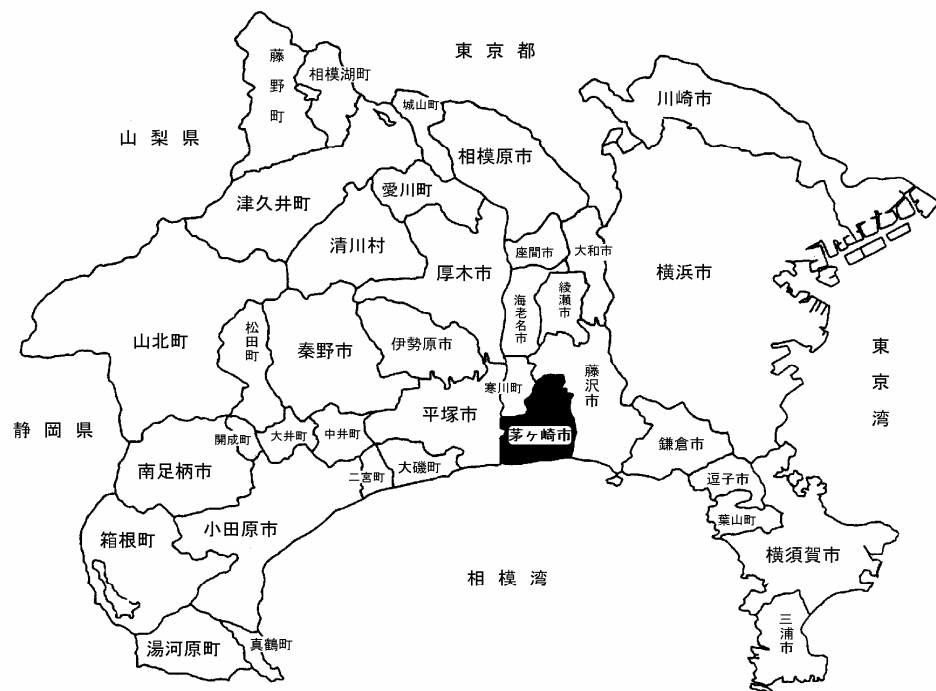 東京都
藤野町
相模湖町
城山町
川崎市
山梨県
相模原市
愛川町
津久井町
清川村
座間市
大和市
厚木市
横浜市
海老名市
綾瀬市
松田町
山北町
秦野市
伊勢原市
東京湾
藤沢市
寒川町
平塚市
静岡県
開成町
大井町
中井町
茅ヶ崎市
鎌倉市
南足柄市
二宮町
大磯町
逗子市
葉山町
箱根町
小田原市
横須賀市
相模湾
三浦市
湯河原町
真鶴町